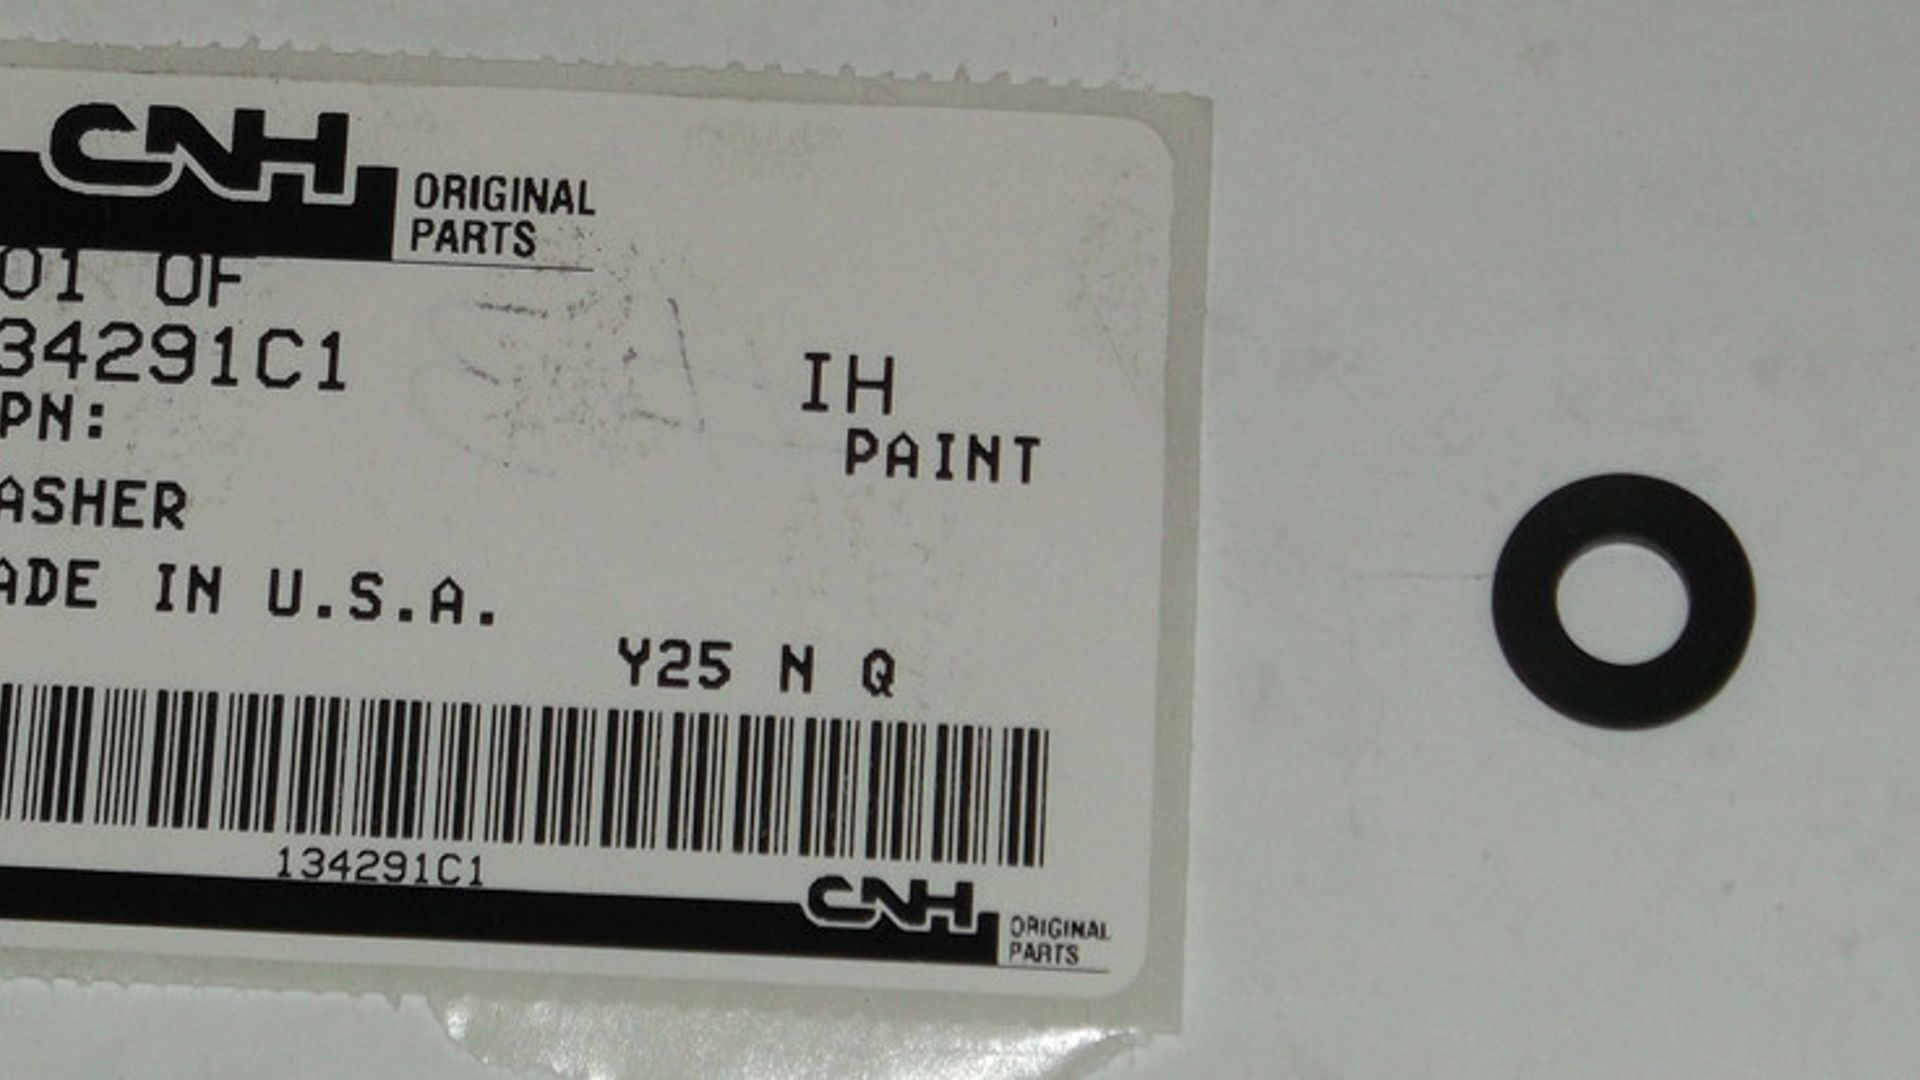 CNH
ORIGINAL
PARTS
01 OF
34291C1
PN:
IH
PAINT
ASHER
ADE IN U.S.A.
Y25 N Q
134291C1
CNH
ORIGINAL
PARTS